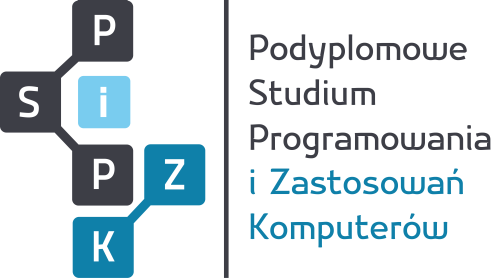 P
S i
P Z
K
Podyplomowe
Studium
Programowania
i Zastosowań
Komputerów